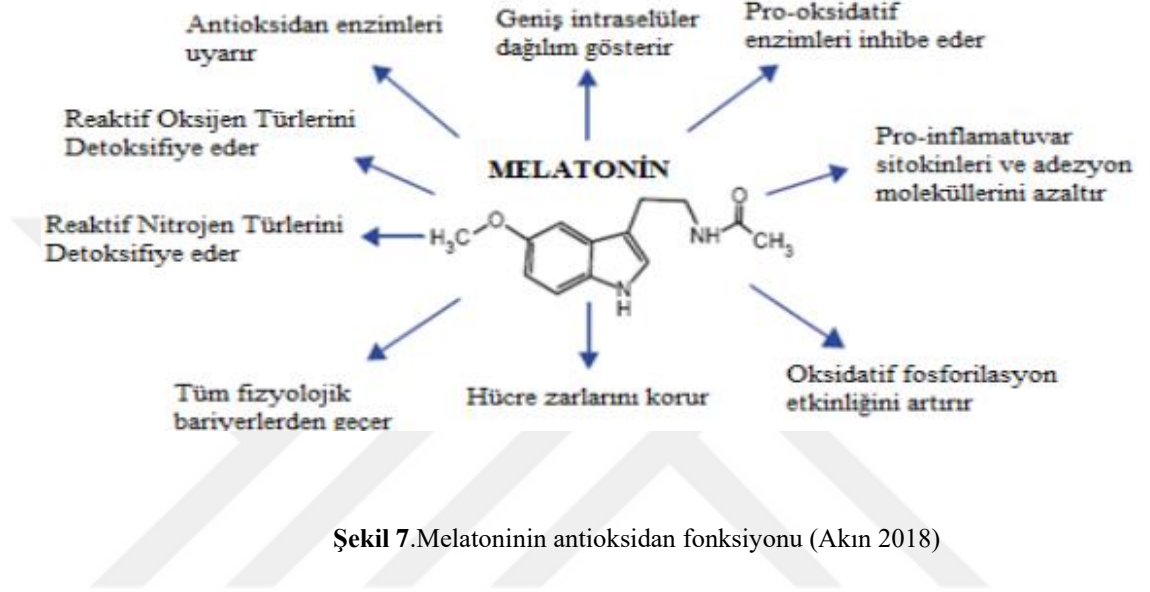 Antioksidan enzimleri
uyarır
Geniş intraselüler
dağılım gösterir
Pro-oksidatif
enzimleri inhibe eder
Reaktif Oksijen Türlerini
Detoksifiye eder
Pro-inflamatuvar
sitokinleri ve adezyon
moleküllerini azaltır
MELATONİN
Reaktif Nitrojen Türlerini
Detoksifiye eder
H₃C
O
O
NH
CH₃
N
H
Tüm fizyolojik
bariyerlerden geçer
Hücre zarlarını korur
Oksidatif fosforilasyon
etkinliğini artırır
Şekil 7.Melatoninin antioksidan fonksiyonu (Akın 2018)